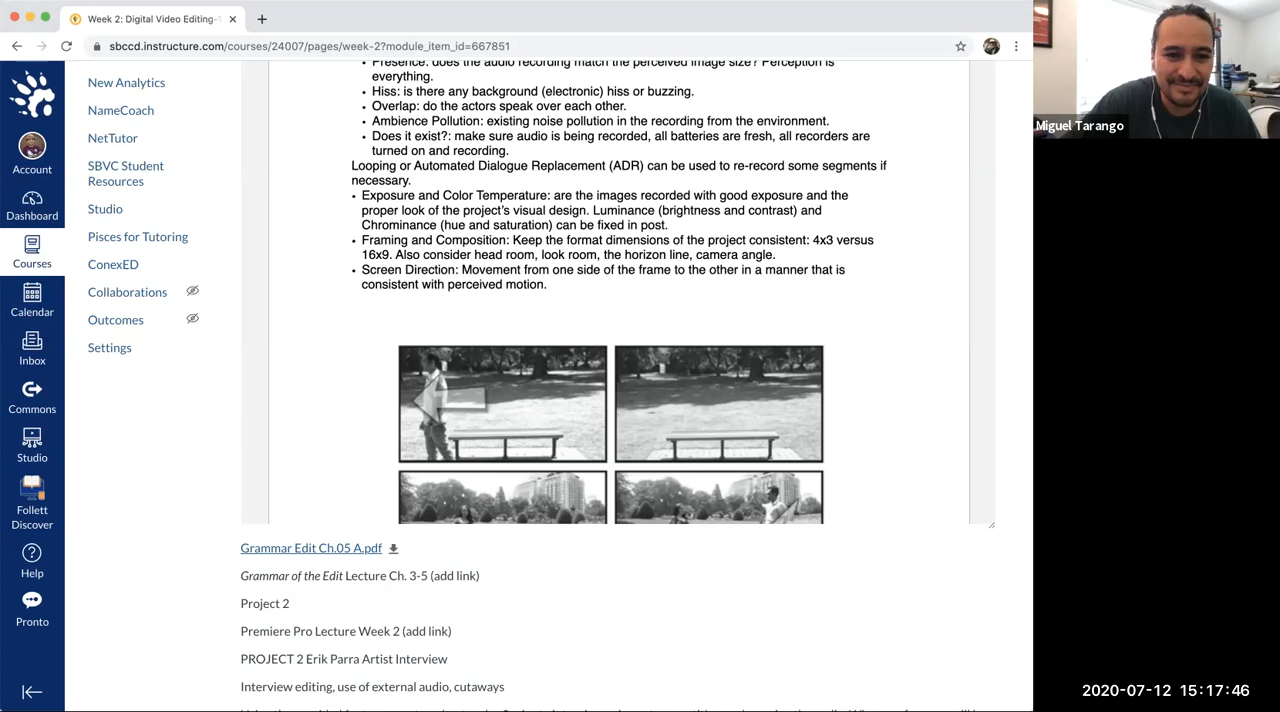 Week 2: Digital Video Editing-
sbccd.instructure.com/courses/24007/pages/week-2?module_item_id=667851
Account
Dashboard
Courses
Calendar
Inbox
Commons
Studio
Follett
Discover
Help
Pronto
New Analytics
NameCoach
NetTutor
SBVC Student
Resources
Studio
Pisces for Tutoring
ConexED
Collaborations
Outcomes
Settings
• Presence: does the audio recording match the perceived image size? Perception is
everything.
• Hiss: is there any background (electronic) hiss or buzzing.
• Overlap: do the actors speak over each other.
• Ambience Pollution: existing noise pollution in the recording from the environment.
• Does it exist?: make sure audio is being recorded, all batteries are fresh, all recorders are
turned on and recording.
Looping or Automated Dialogue Replacement (ADR) can be used to re-record some segments if
necessary.
• Exposure and Color Temperature: are the images recorded with good exposure and the
proper look of the project's visual design. Luminance (brightness and contrast) and
Chrominance (hue and saturation) can be fixed in post.
• Framing and Composition: Keep the format dimensions of the project consistent: 4x3 versus
16x9. Also consider head room, look room, the horizon line, camera angle.
• Screen Direction: Movement from one side of the frame to the other in a manner that is
consistent with perceived motion.
Grammar Edit Ch.05 A.pdf
Grammar of the Edit Lecture Ch. 3-5 (add link)
Project 2
Premiere Pro Lecture Week 2 (add link)
PROJECT 2 Erik Parra Artist Interview
Interview editing, use of external audio, cutaways
Miguel Tarango
2020-07-12 15:17:46